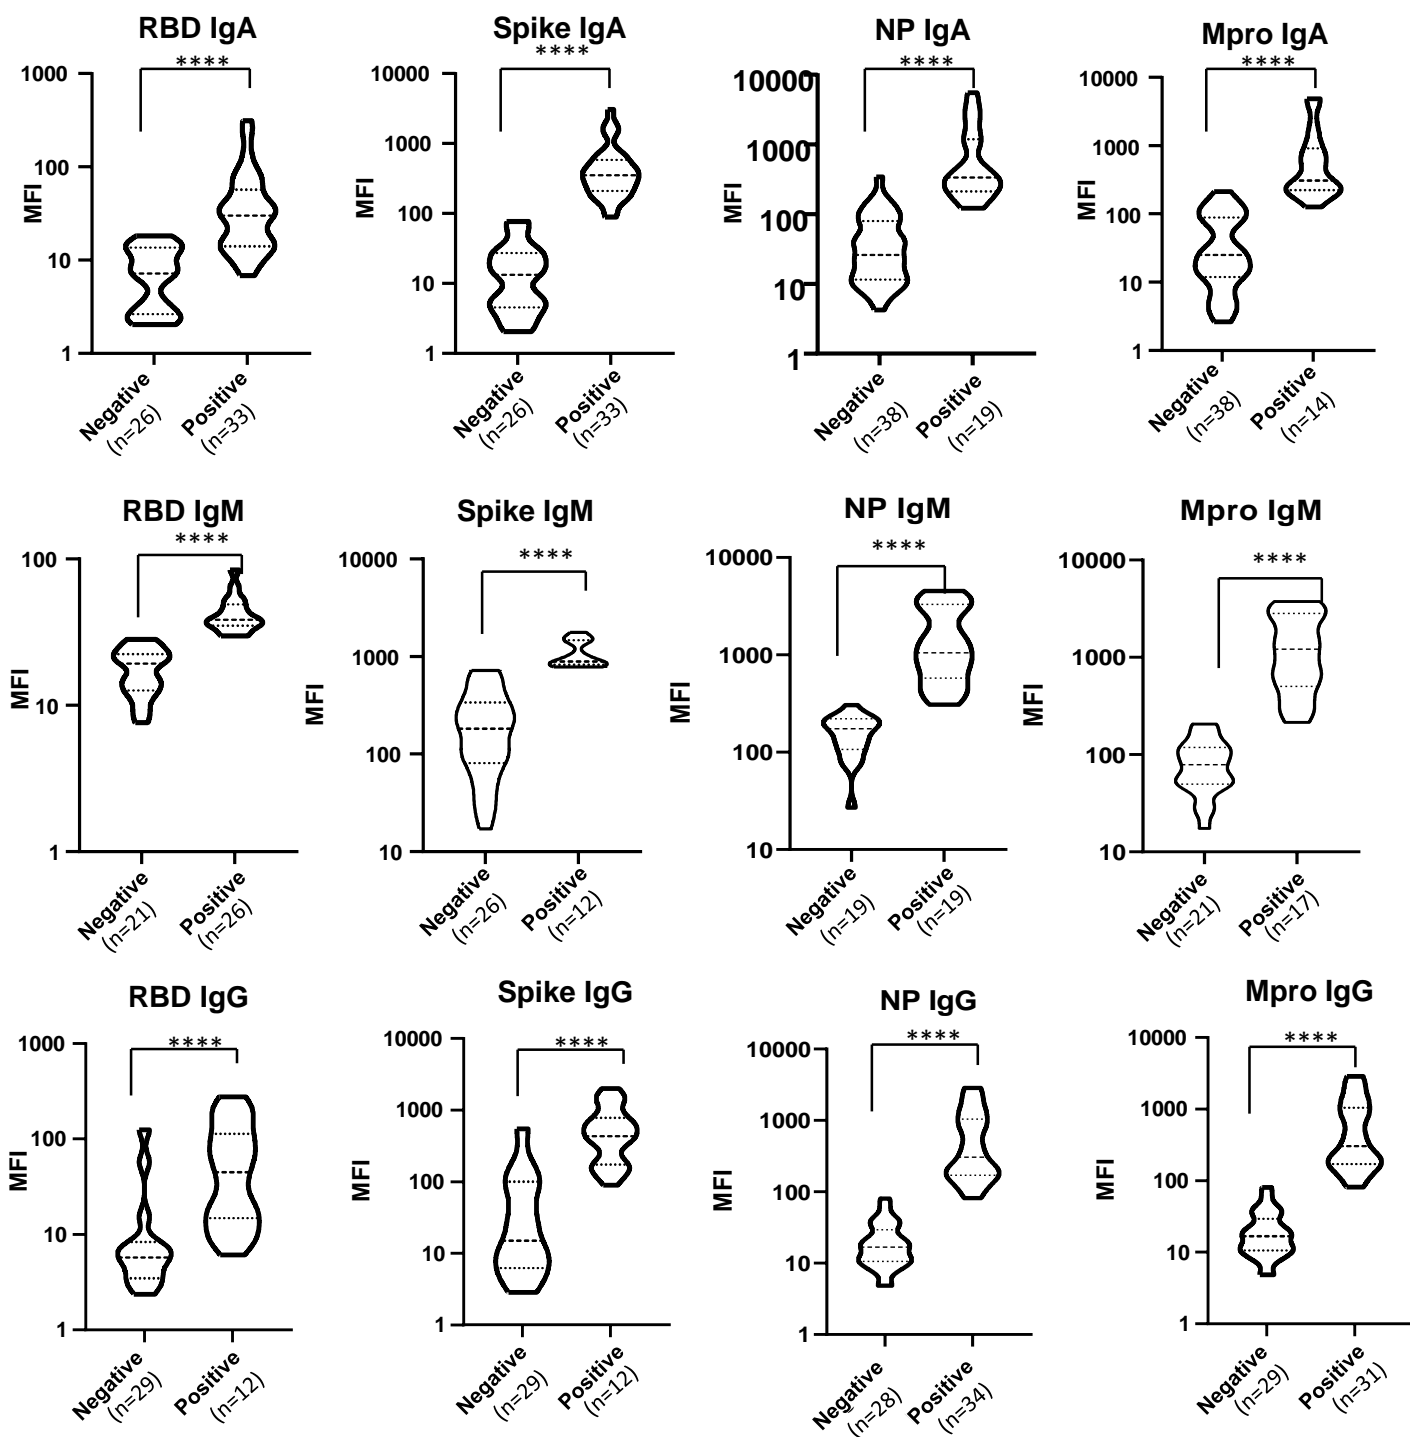 RBD IgA
****
1000
100
10
1
MFI
Negative
(n=26)
Positive
(n=33)
Spike IgA
****
10000
1000
100
10
1
MFI
Negative
(n=26)
Positive
(n=33)
NP IgA
****
10000
1000
100
10
1
MFI
Negative
(n=38)
Positive
(n=19)
Mpro IgA
****
10000
1000
100
10
1
MFI
Negative
(n=38)
Positive
(n=14)
RBD IgM
****
100
10
1
MFI
Negative
(n=21)
Positive
(n=26)
Spike IgM
****
10000
1000
100
10
MFI
Negative
(n=26)
Positive
(n=12)
NP IgM
****
10000
1000
100
10
MFI
Negative
(n=19)
Positive
(n=19)
Mpro IgM
****
10000
1000
100
10
MFI
Negative
(n=21)
Positive
(n=17)
RBD IgG
****
1000
100
10
1
MFI
Negative
(n=29)
Positive
(n=12)
Spike IgG
****
10000
1000
100
10
1
MFI
Negative
(n=29)
Positive
(n=12)
NP IgG
****
10000
1000
100
10
1
MFI
Negative
(n=28)
Positive
(n=34)
Mpro IgG
****
10000
1000
100
10
1
MFI
Negative
(n=29)
Positive
(n=31)